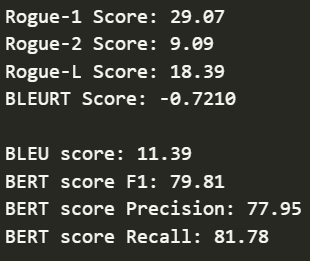 Rogue-1 Score: 29.07
Rogue-2 Score: 9.09
Rogue-L Score: 18.39
BLEURT Score: -0.7210
BLEU score: 11.39
BERT score F1: 79.81
BERT score Precision: 77.95
BERT score Recall: 81.78